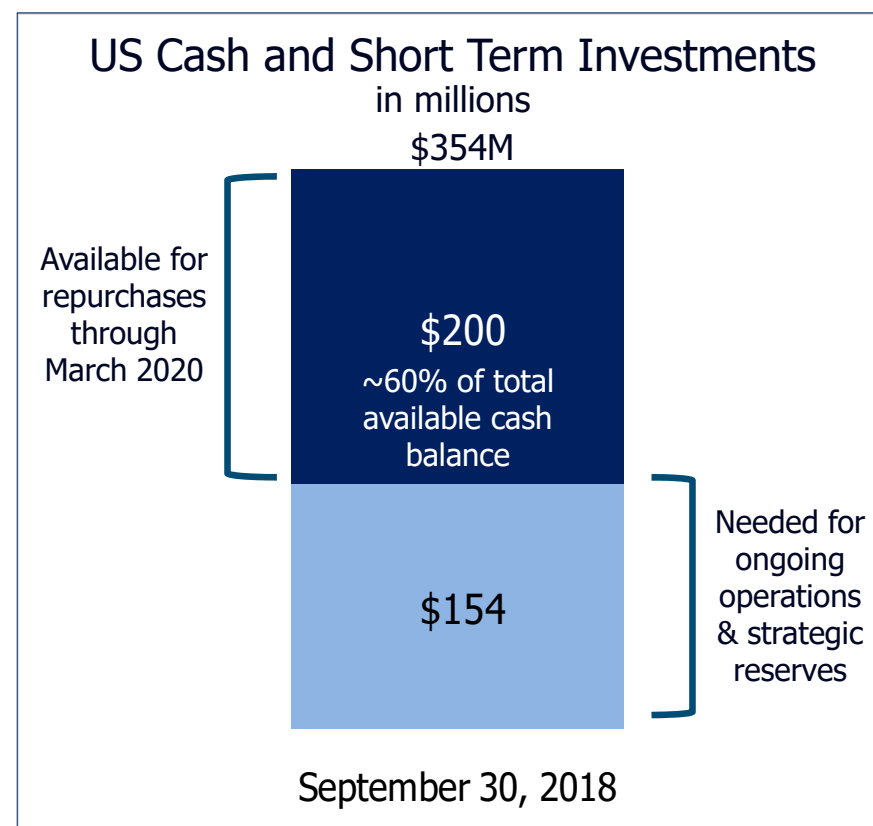 US Cash and Short Term Investments
in millions
$354M
Available for
repurchases
through
March 2020
$200
~60% of total
available cash
balance
$154
Needed for
ongoing
operations
& strategic
reserves
September 30, 2018